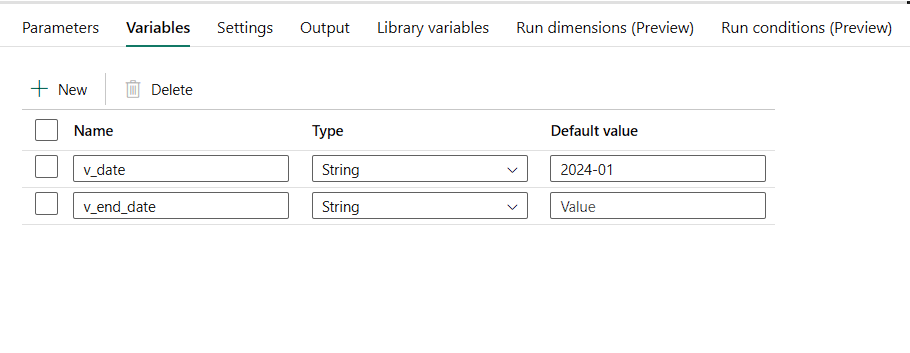 Parameters Variables Settings Output Library variables Run dimensions (Preview) Run conditions (Preview)
New Delete
Name Type Default value
v_date String 2024-01
v_end_date String Value